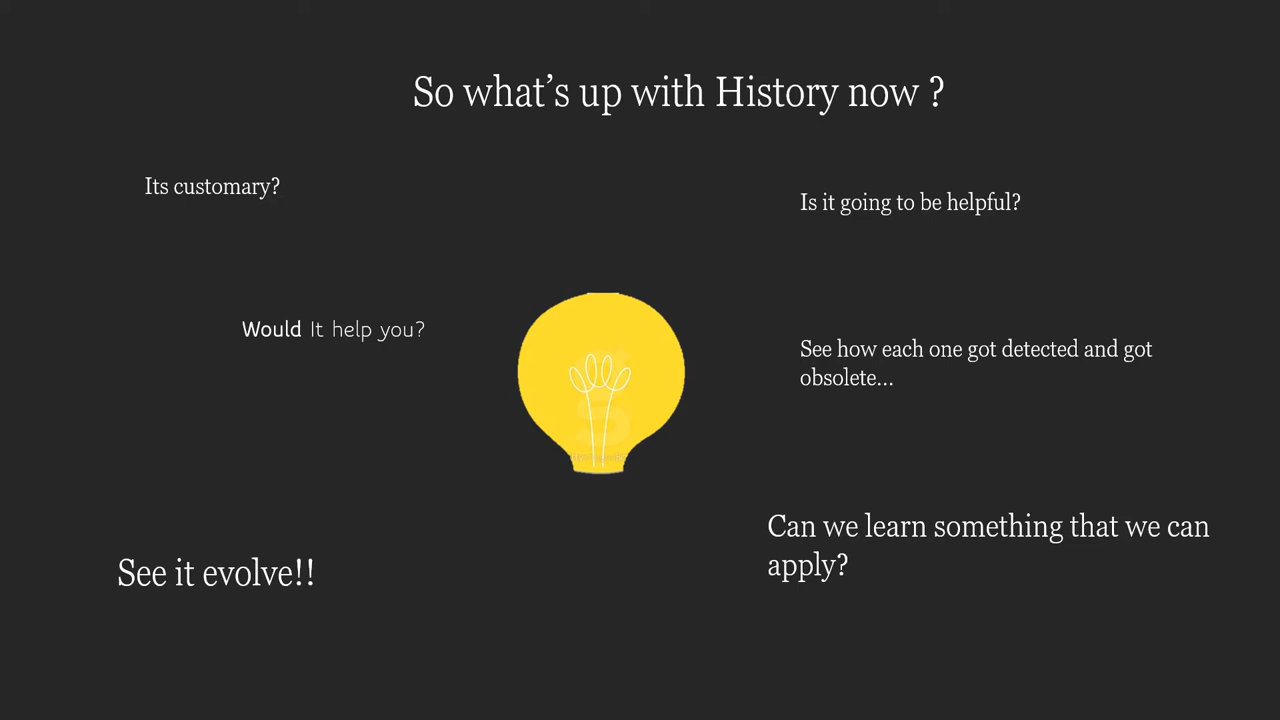 So what’s up with History now ?
Its customary?
Is it going to be helpful?
Would It help you?
See how each one got detected and got
obsolete...
Can we learn something that we can
apply?
See it evolve!!